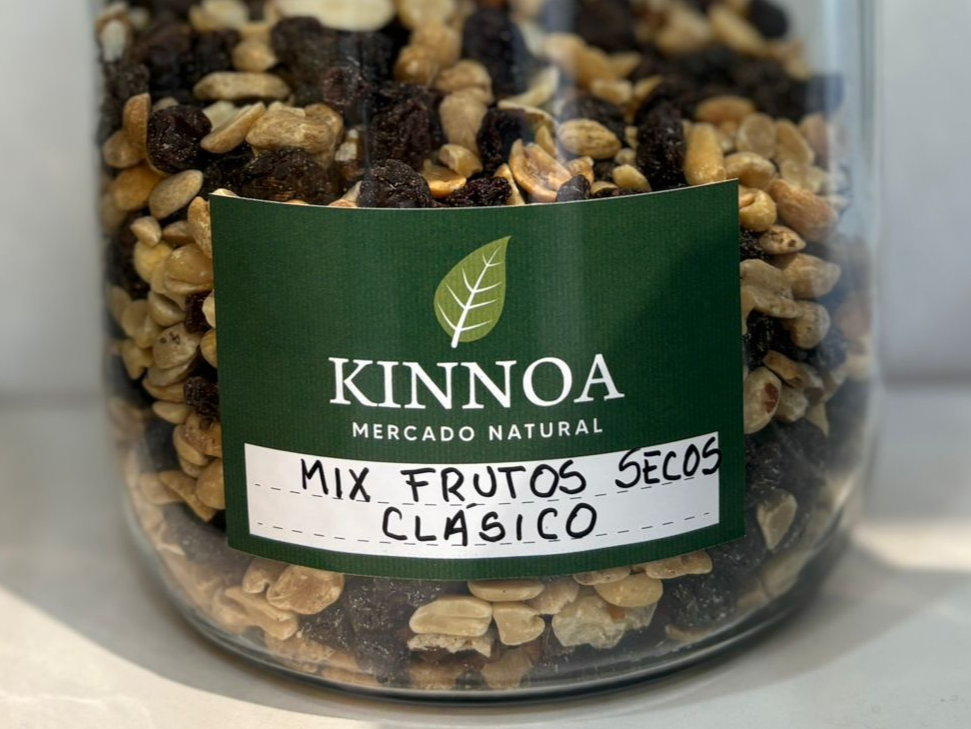 KINNOA
MERCADO NATURAL
MIX FRUTOS SECOS
CLÁSICO